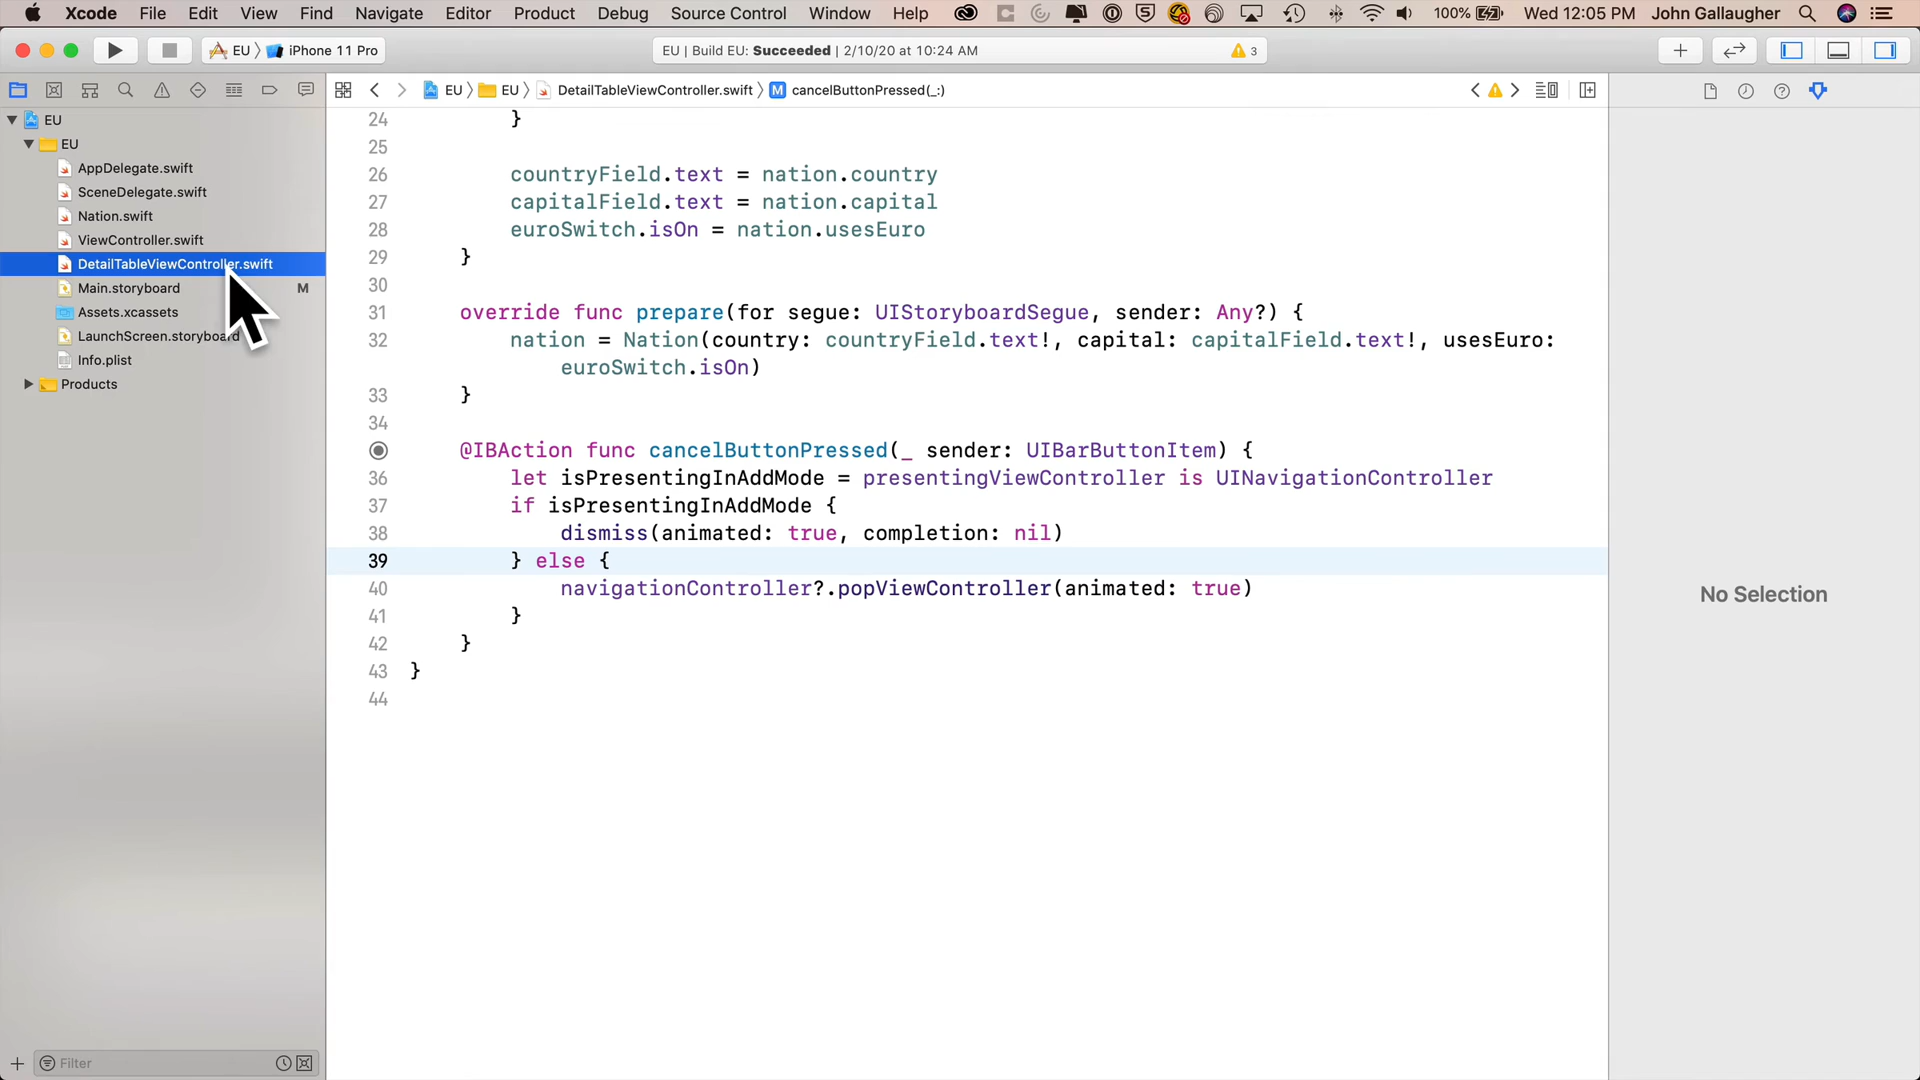 Xcode File Edit View Find Navigate Editor Product Debug Source Control Window Help 100% Wed 12:05 PM John Gallaugher
EU iPhone 11 Pro
EU | Build EU: Succeeded | 2/10/20 at 10:24 AM 3
EU EU DetailTableViewController.swift M cancelButtonPressed(_:)
EU
EU
AppDelegate.swift
SceneDelegate.swift
Nation.swift
ViewController.swift
DetailTableViewController.swift
Main.storyboard M
Assets.xcassets
LaunchScreen.storyboard
Info.plist
Products
Filter
24 }
25
26 countryField.text = nation.country
27 capitalField.text = nation.capital
28 euroSwitch.isOn = nation.usesEuro
29 }
30
31 override func prepare(for segue: UIStoryboardSegue, sender: Any?) {
32 nation = Nation(country: countryField.text!, capital: capitalField.text!, usesEuro:
euroSwitch.isOn)
33 }
34
@IBAction func cancelButtonPressed(_ sender: UIBarButtonItem) {
36 let isPresentingInAddMode = presentingViewController is UINavigationController
37 if isPresentingInAddMode {
38 dismiss(animated: true, completion: nil)
39 } else {
40 navigationController?.popViewController(animated: true)
41 }
42 }
43 }
44
No Selection